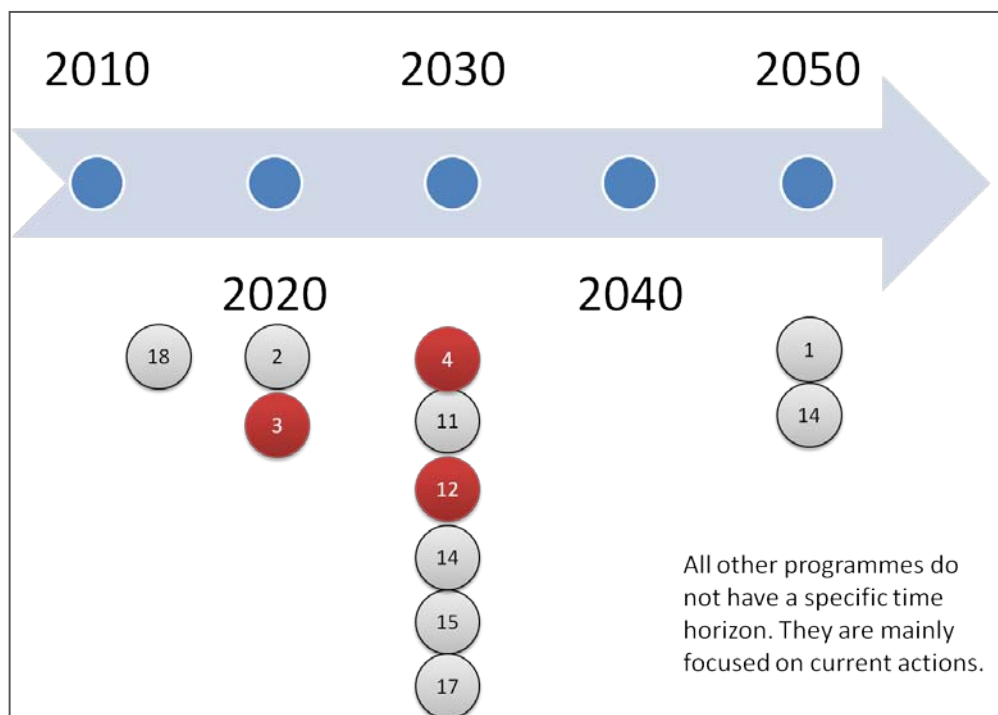 2010 2030 2050
2020 2040
18 2 4 1
3 11 14
12
14
15
17
All other programmes do
not have a specific time
horizon. They are mainly
focused on current actions.